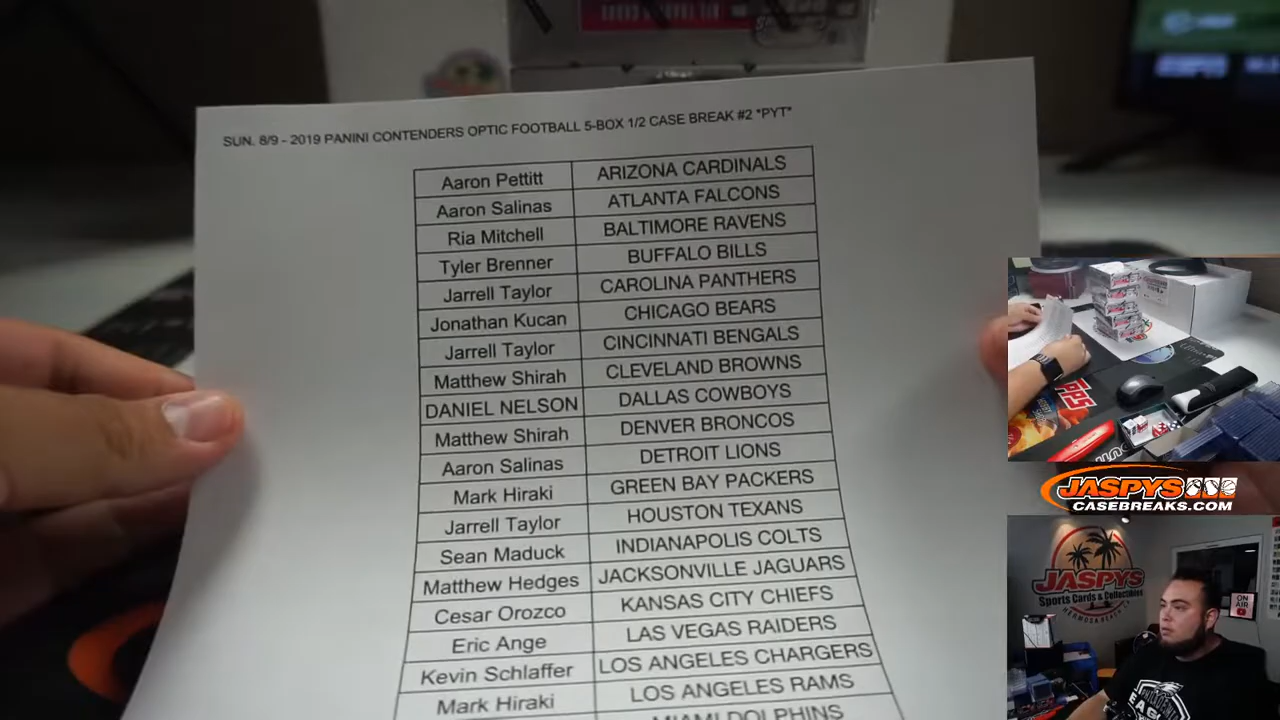 SUN. 8/9 - 2019 PANINI CONTENDERS OPTIC FOOTBALL 5-BOX 1/2 CASE BREAK #2 *PYT*
Aaron Pettitt ARIZONA CARDINALS
Aaron Salinas ATLANTA FALCONS
Ria Mitchell BALTIMORE RAVENS
Tyler Brenner BUFFALO BILLS
Jarrell Taylor CAROLINA PANTHERS
Jonathan Kucan CHICAGO BEARS
Jarrell Taylor CINCINNATI BENGALS
Matthew Shirah CLEVELAND BROWNS
DANIEL NELSON DALLAS COWBOYS
Matthew Shirah DENVER BRONCOS
Aaron Salinas DETROIT LIONS
Mark Hiraki GREEN BAY PACKERS
Jarrell Taylor HOUSTON TEXANS
Sean Maduck INDIANAPOLIS COLTS
Matthew Hedges JACKSONVILLE JAGUARS
Cesar Orozco KANSAS CITY CHIEFS
Eric Ange LAS VEGAS RAIDERS
Kevin Schlaffer LOS ANGELES CHARGERS
Mark Hiraki LOS ANGELES RAMS
MIAMI DOLPHINS
JASPYS
CASEBREAKS.COM
JASPYS
Sports Cards & Collectibles
HERMOSA BEACH
ON AIR
EAGLES